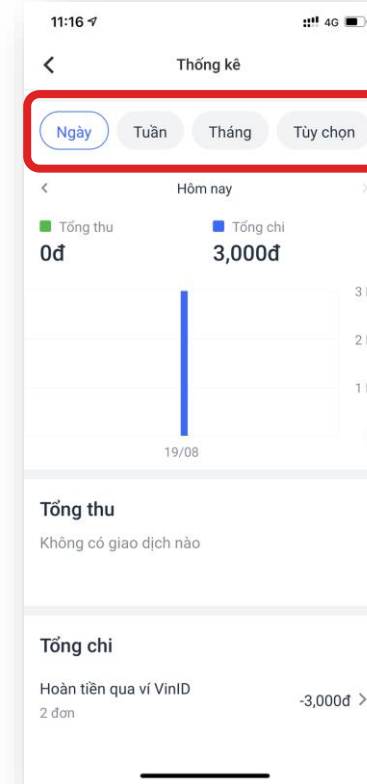 11:16 4G
Thống kê
Ngày Tuần Tháng Tùy chọn
Hôm nay
Tổng thu Tổng chi
0đ 3,000đ
3
2
1
19/08
Tổng thu
Không có giao dịch nào
Tổng chi
Hoàn tiền qua ví VinID
-3,000đ
2 đơn